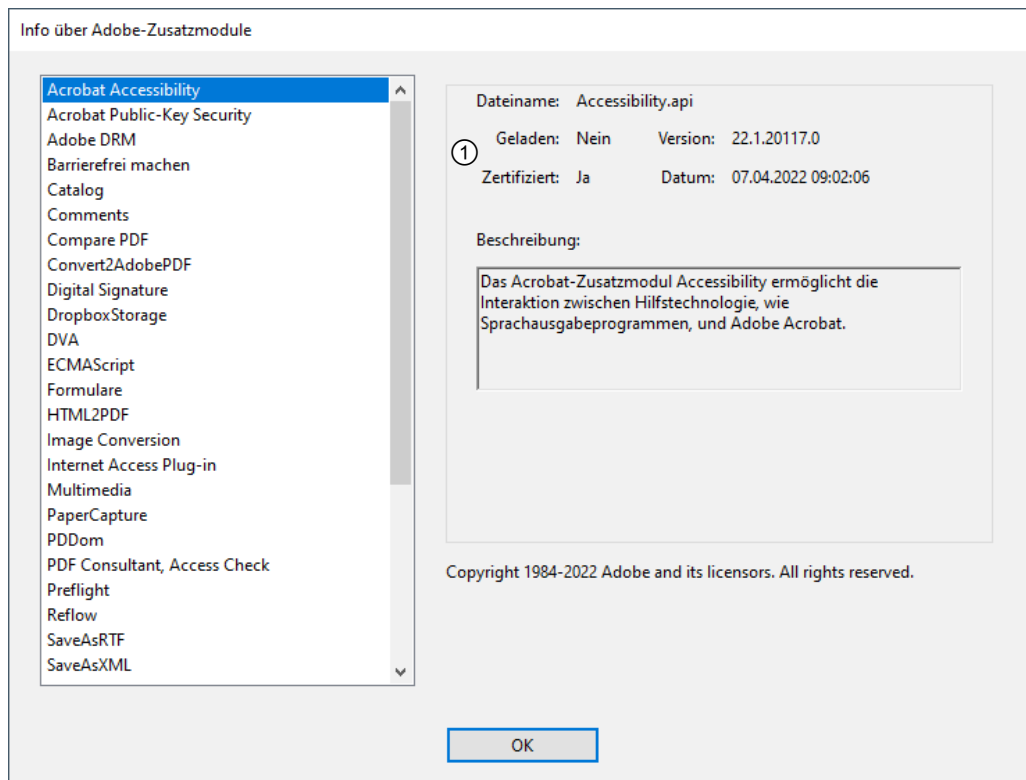 Info über Adobe-Zusatzmodule
Acrobat Accessibility
Acrobat Public-Key Security
Adobe DRM
Barrierefrei machen
Catalog
Comments
Compare PDF
Convert2AdobePDF
Digital Signature
DropboxStorage
DVA
ECMAScript
Formulare
HTML2PDF
Image Conversion
Internet Access Plug-in
Multimedia
PaperCapture
PDDom
PDF Consultant, Access Check
Preflight
Reflow
SaveAsRTF
SaveAsXML
Dateiname: Accessibility.api
① Geladen: Nein Version: 22.1.20117.0
Zertifiziert: Ja Datum: 07.04.2022 09:02:06
Beschreibung:
Das Acrobat-Zusatzmodul Accessibility ermöglicht die
Interaktion zwischen Hilfstechnologie, wie
Sprachausgabeprogrammen, und Adobe Acrobat.
Copyright 1984-2022 Adobe and its licensors. All rights reserved.
OK